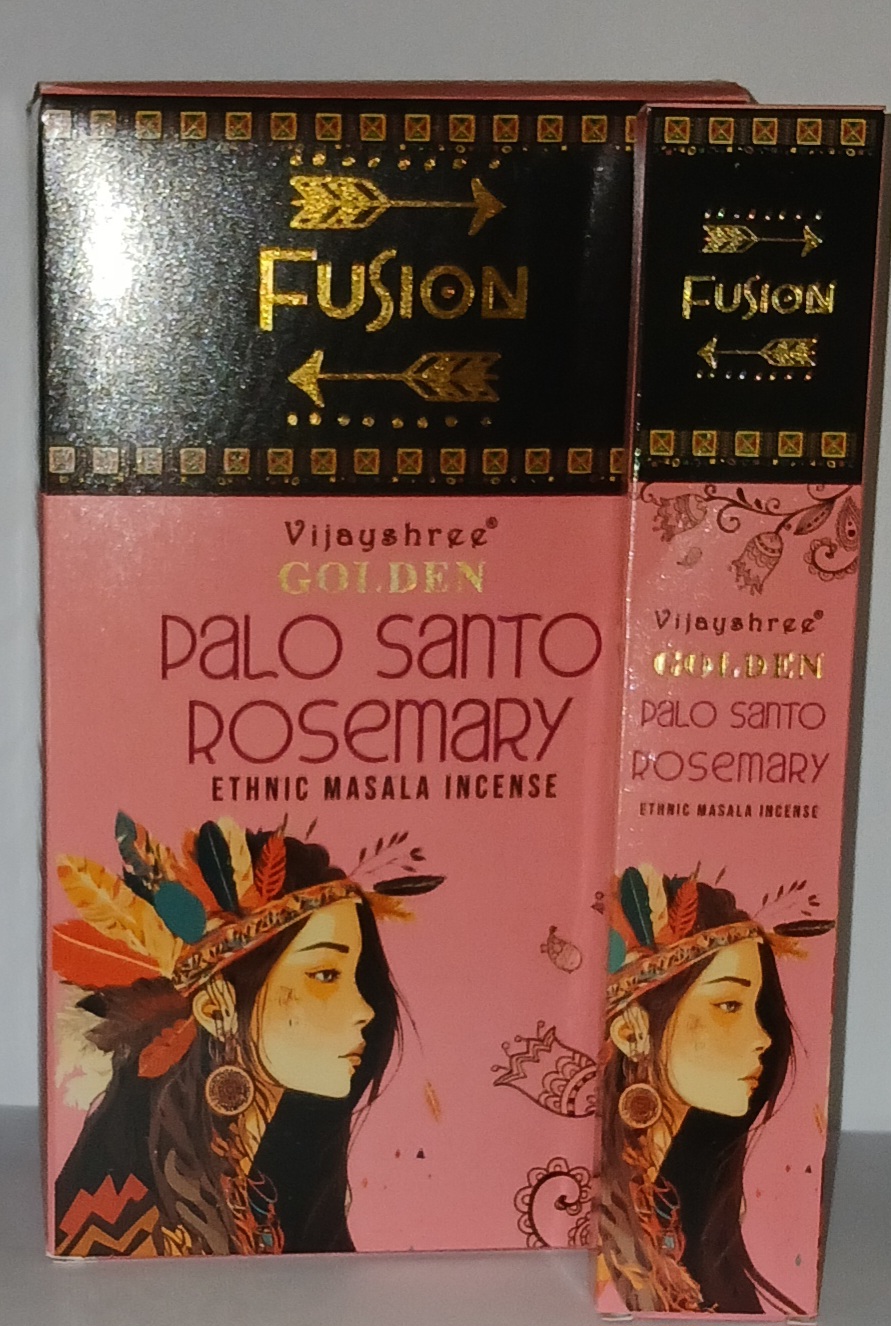 FUSION
Vijayshree®
GOLDEN
PALO SANTO
ROSEMARY
ETHNIC MASALA INCENSE
FUSION
Vijayshree®
GOLDEN
PALO SANTO
ROSEMARY
ETHNIC MASALA INCENSE